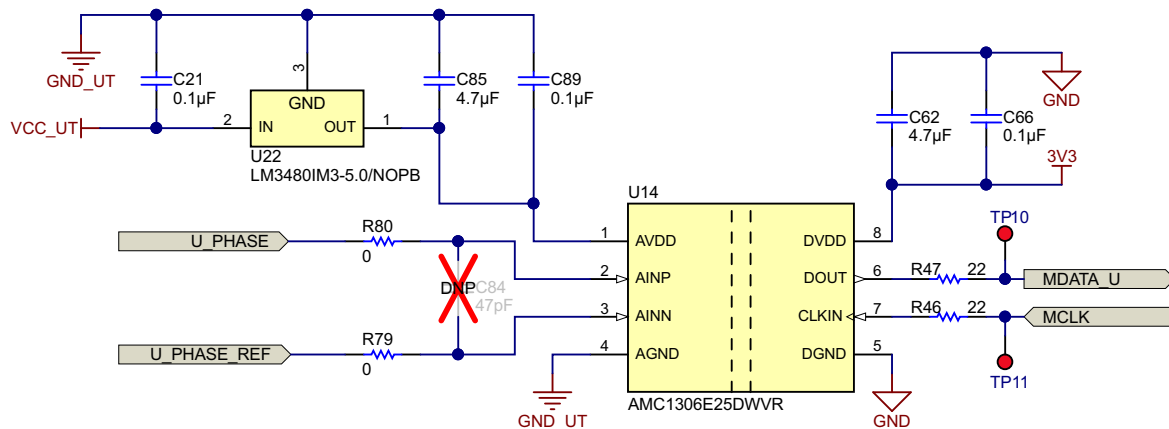 GND_UT
C21
0.1µF
VCC_UT
2
3
GND
IN
OUT
1
U22
LM3480IM3-5.0/NOPB
C85
4.7µF
C89
0.1µF
C62
4.7µF
C66
0.1µF
GND
3V3
U_PHASE
R80
0
DNP
C84
47pF
U_PHASE_REF
R79
0
U14
1
AVDD
2
AINP
3
AINN
4
AGND
GND_UT
DVDD
8
DOUT
6
CLKIN
7
DGND
5
AMC1306E25DWVR
GND
R47
22
TP10
MDATA_U
R46
22
MCLK
TP11